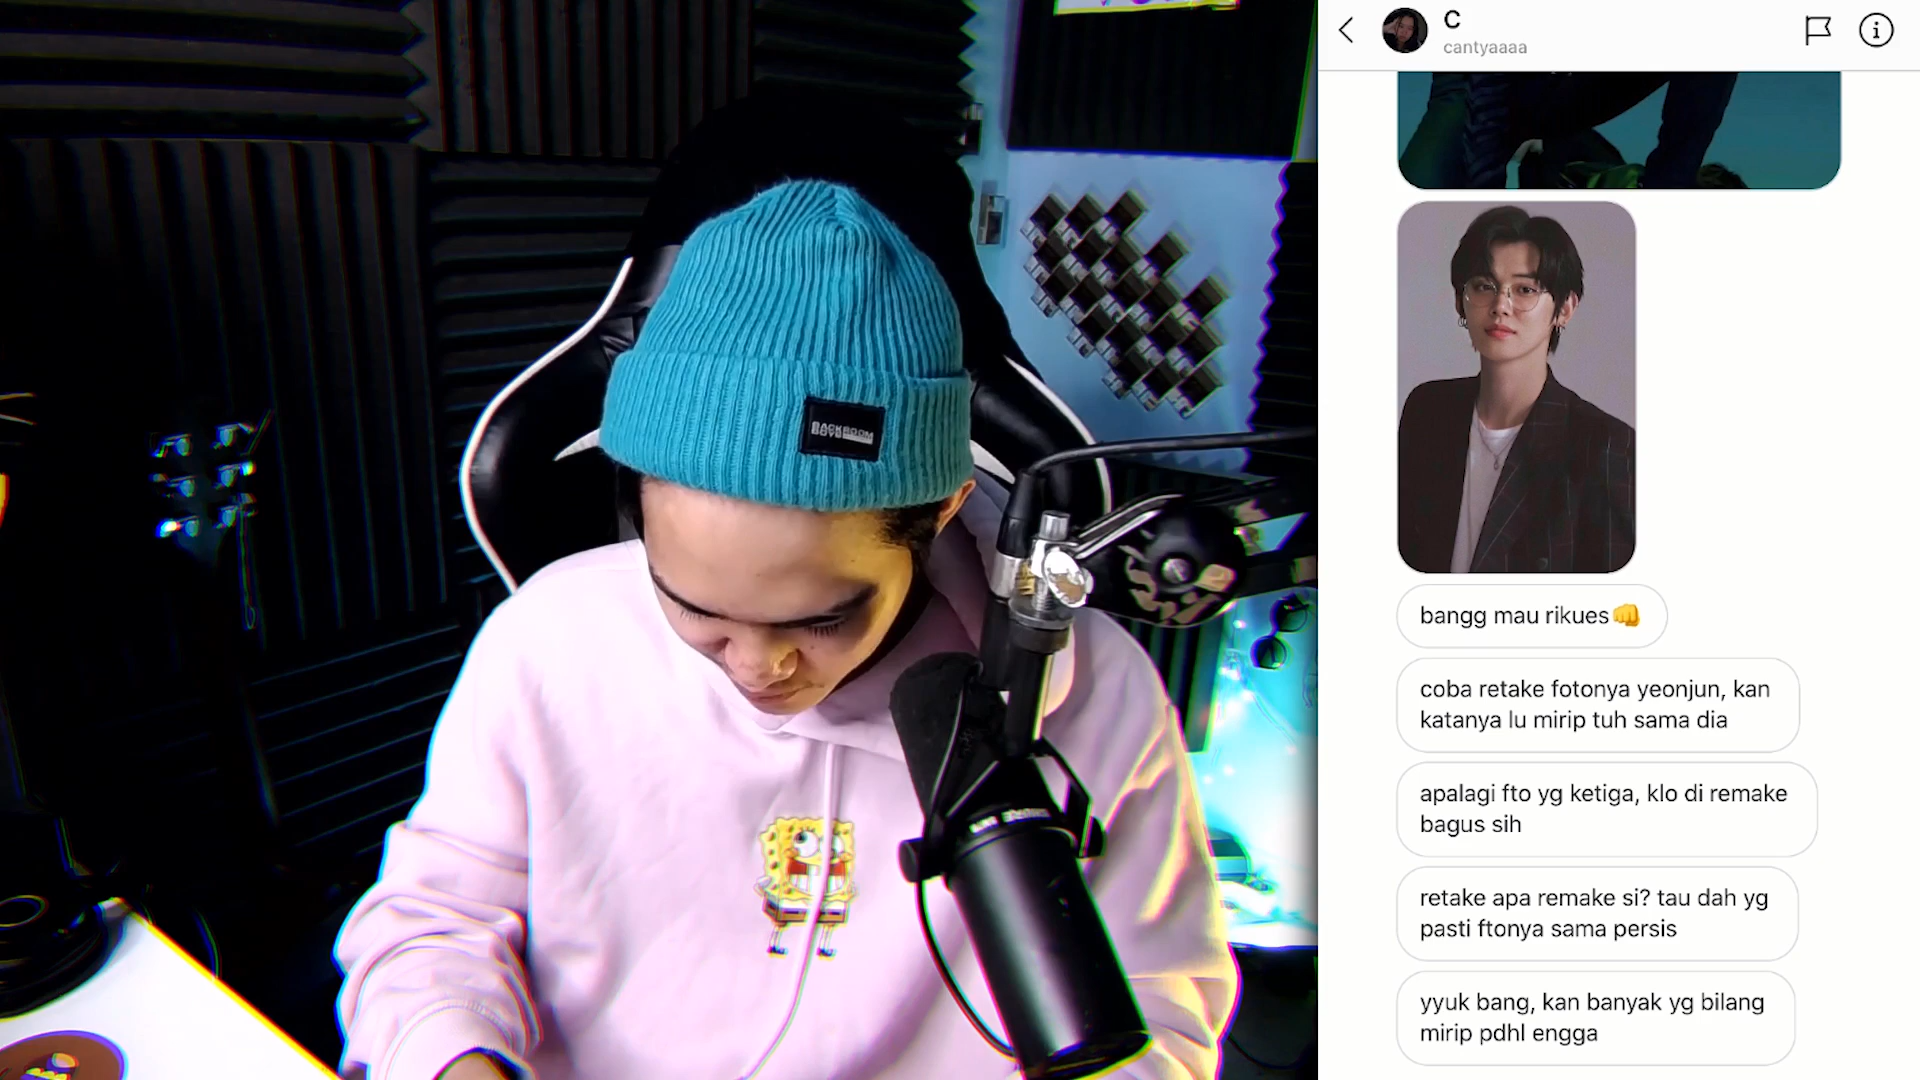 BACKROOM
BOYS
C
cantyaaaa
bangg mau rikues👊
coba retake fotonya yeonjun, kan
katanya lu mirip tuh sama dia
apalagi fto yg ketiga, klo di remake
bagus sih
retake apa remake si? tau dah yg
pasti ftonya sama persis
yyuk bang, kan banyak yg bilang
mirip pdhl engga